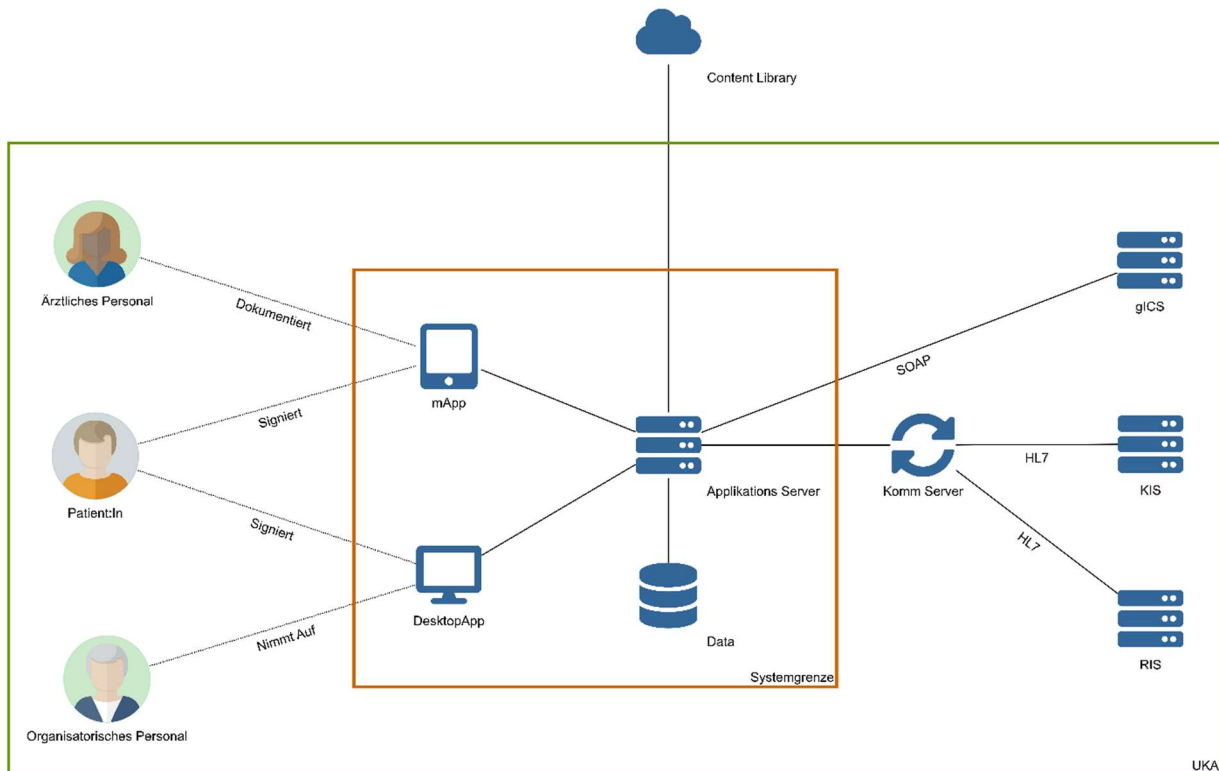 Content Library
Ärztliches Personal
Dokumentiert
gICS
mApp
SOAP
Signiert
Patient:In
Applikations Server
Komm Server
HL7
KIS
Signiert
HL7
DesktopApp
Nimmt Auf
Data
RIS
Systemgrenze
Organisatorisches Personal
UKA